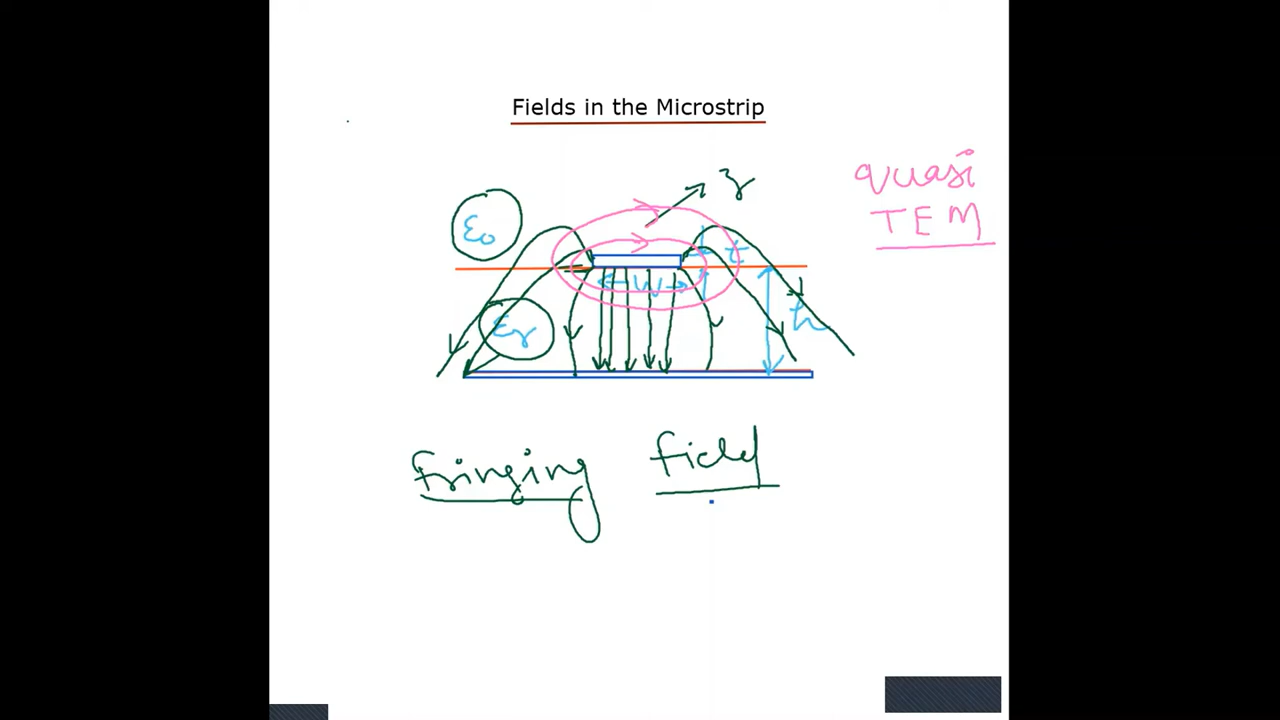 Fields in the Microstrip
quasi
TEM
z
ε₀
t
W
εr
h
Fringing field